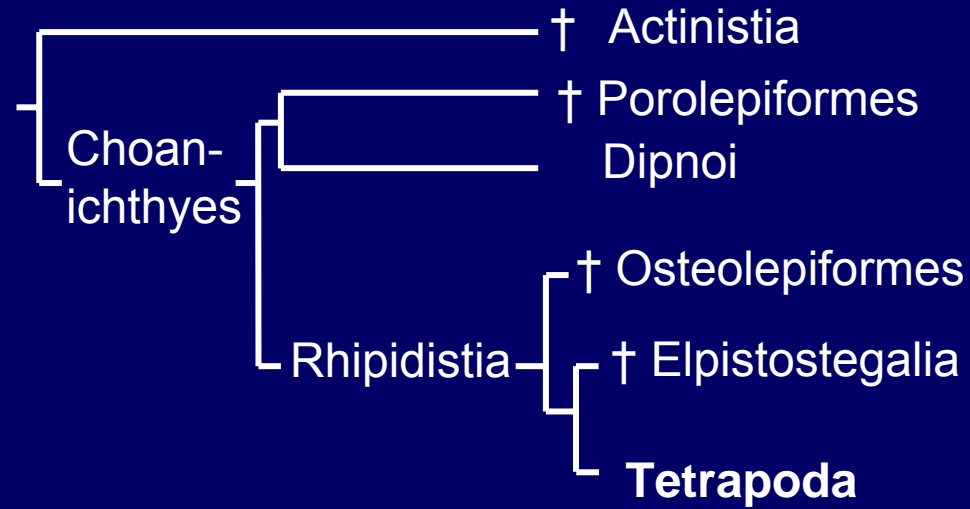 † Actinistia
† Porolepiformes
Choan-
ichthyes
Dipnoi
† Osteolepiformes
Rhipidistia
† Elpistostegalia
Tetrapoda